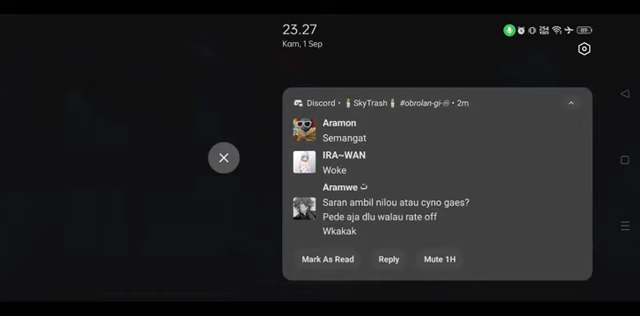 23.27
Kam, 1 Sep
89
Discord • SkyTrash #obrolan-gi- • 2m
Aramon
Semangat
IRA~WAN
Woke
Aramwe ت
Saran ambil nilou atau cyno gaes?
Pede aja dlu walau rate off
Wkakak
Mark As Read
Reply
Mute 1H